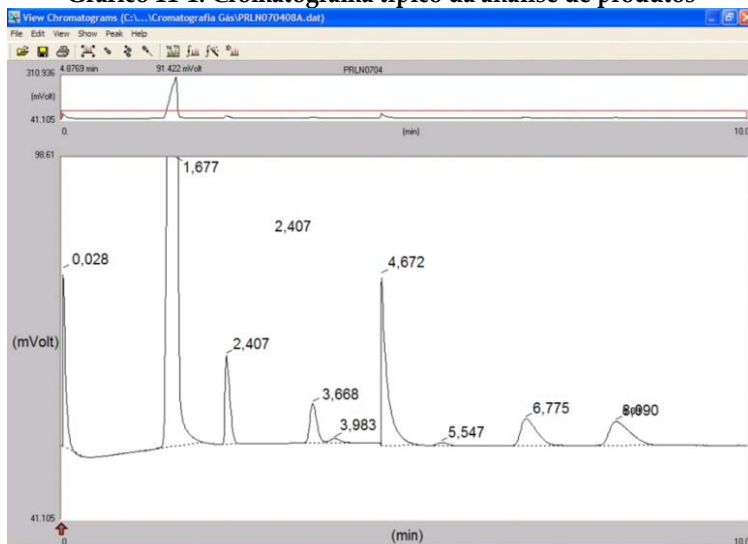 Gráfico II-1. Cromatograma típico da análise de produtos
View Chromatograms (C:\...\Cromatografia Gás\PRLN070408A.dat)
File Edit View Show Peak Help
310.936 4.8769 min 91.422 mVolt PRLN0704
(mVolt)
41.105
0. (min) 10.0
98.61
1,677
2,407
0,028
4,672
(mVolt)
2,407
3,668
3,983
5,547
6,775
41.105
0 (min) 10.0